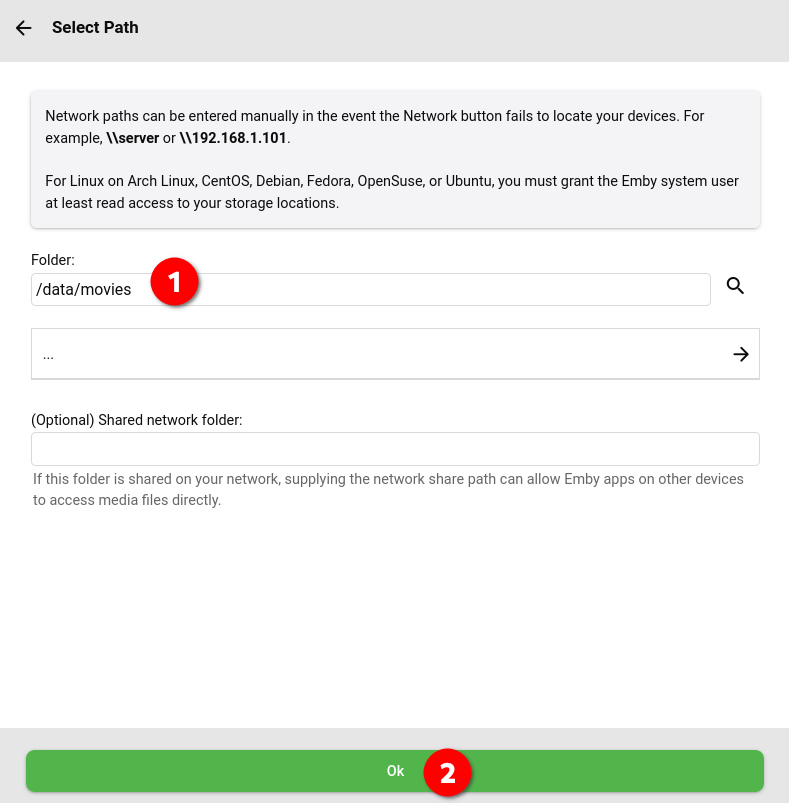 Select Path
Network paths can be entered manually in the event the Network button fails to locate your devices. For
example, \\server or \\192.168.1.101.
For Linux on Arch Linux, CentOS, Debian, Fedora, OpenSuse, or Ubuntu, you must grant the Emby system user
at least read access to your storage locations.
Folder:
/data/movies
1
...
(Optional) Shared network folder:
If this folder is shared on your network, supplying the network share path can allow Emby apps on other devices
to access media files directly.
Ok
2